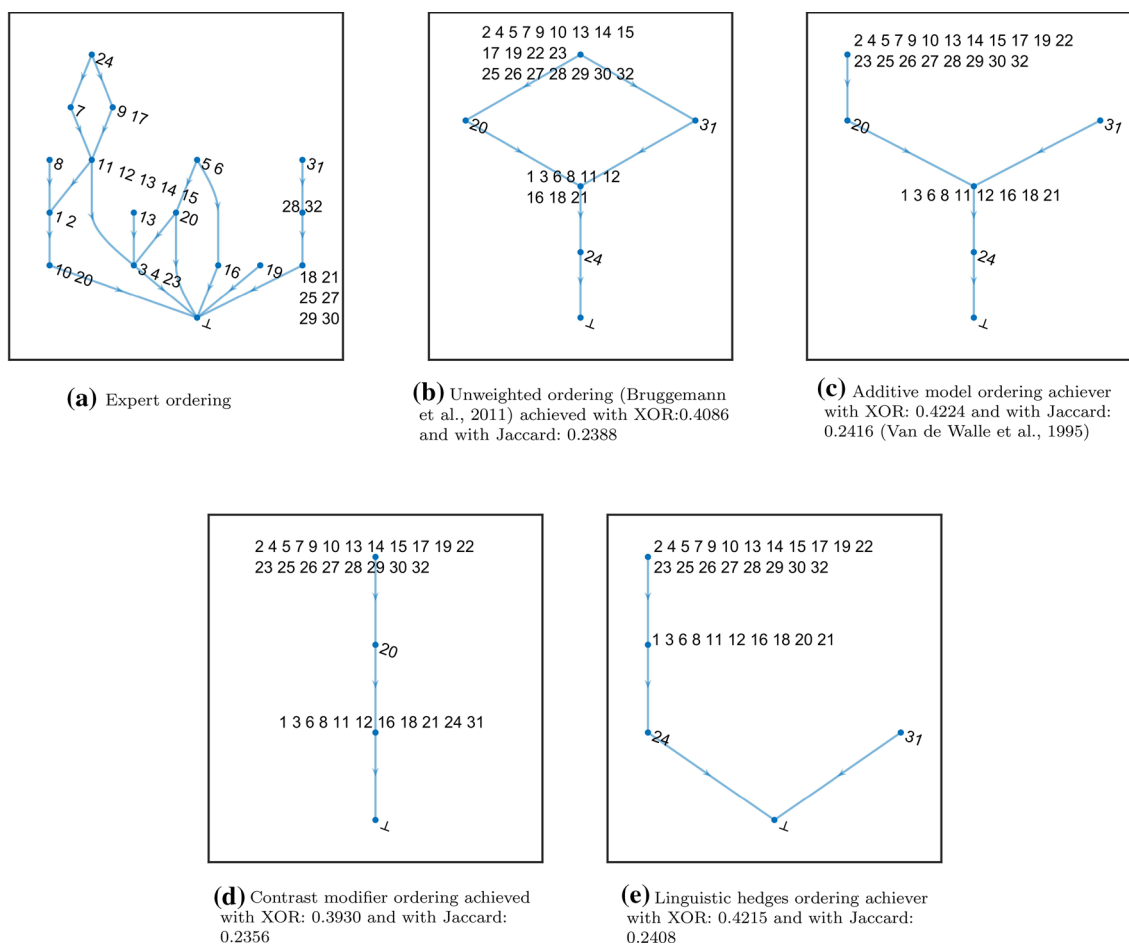 24
7
9 17
8
11 12 13 14 15
5 6
31
1 2
13
20
28 32
10 20
3 4 23
16
19
18 21
25 27
29 30
⊥
(a) Expert ordering
2 4 5 7 9 10 13 14 15
17 19 22 23
25 26 27 28 29 30 32
20
31
1 3 6 8 11 12
16 18 21
24
⊥
(b) Unweighted ordering (Bruggemann
et al., 2011) achieved with XOR:0.4086
and with Jaccard: 0.2388
2 4 5 7 9 10 13 14 15 17 19 22
23 25 26 27 28 29 30 32
20
31
1 3 6 8 11 12 16 18 21
24
⊥
(c) Additive model ordering achiever
with XOR: 0.4224 and with Jaccard:
0.2416 (Van de Walle et al., 1995)
2 4 5 7 9 10 13 14 15 17 19 22
23 25 26 27 28 29 30 32
20
1 3 6 8 11 12 16 18 21 24 31
⊥
(d) Contrast modifier ordering achieved
with XOR: 0.3930 and with Jaccard:
0.2356
2 4 5 7 9 10 13 14 15 17 19 22
23 25 26 27 28 29 30 32
1 3 6 8 11 12 16 18 20 21
24
31
⊥
(e) Linguistic hedges ordering achiever
with XOR: 0.4215 and with Jaccard:
0.2408